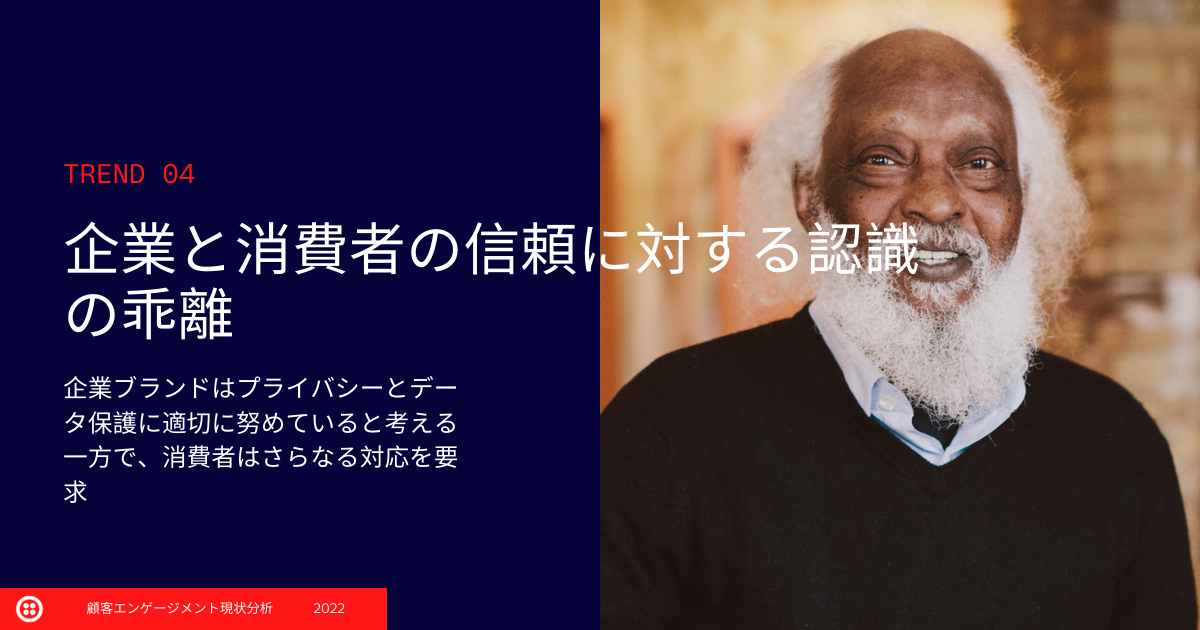 TREND 04
企業と消費者の信頼に対する認識
の乖離
企業ブランドはプライバシーとデー
タ保護に適切に努めていると考える
一方で、消費者はさらなる対応を要
求
顧客エンゲージメント現状分析 2022